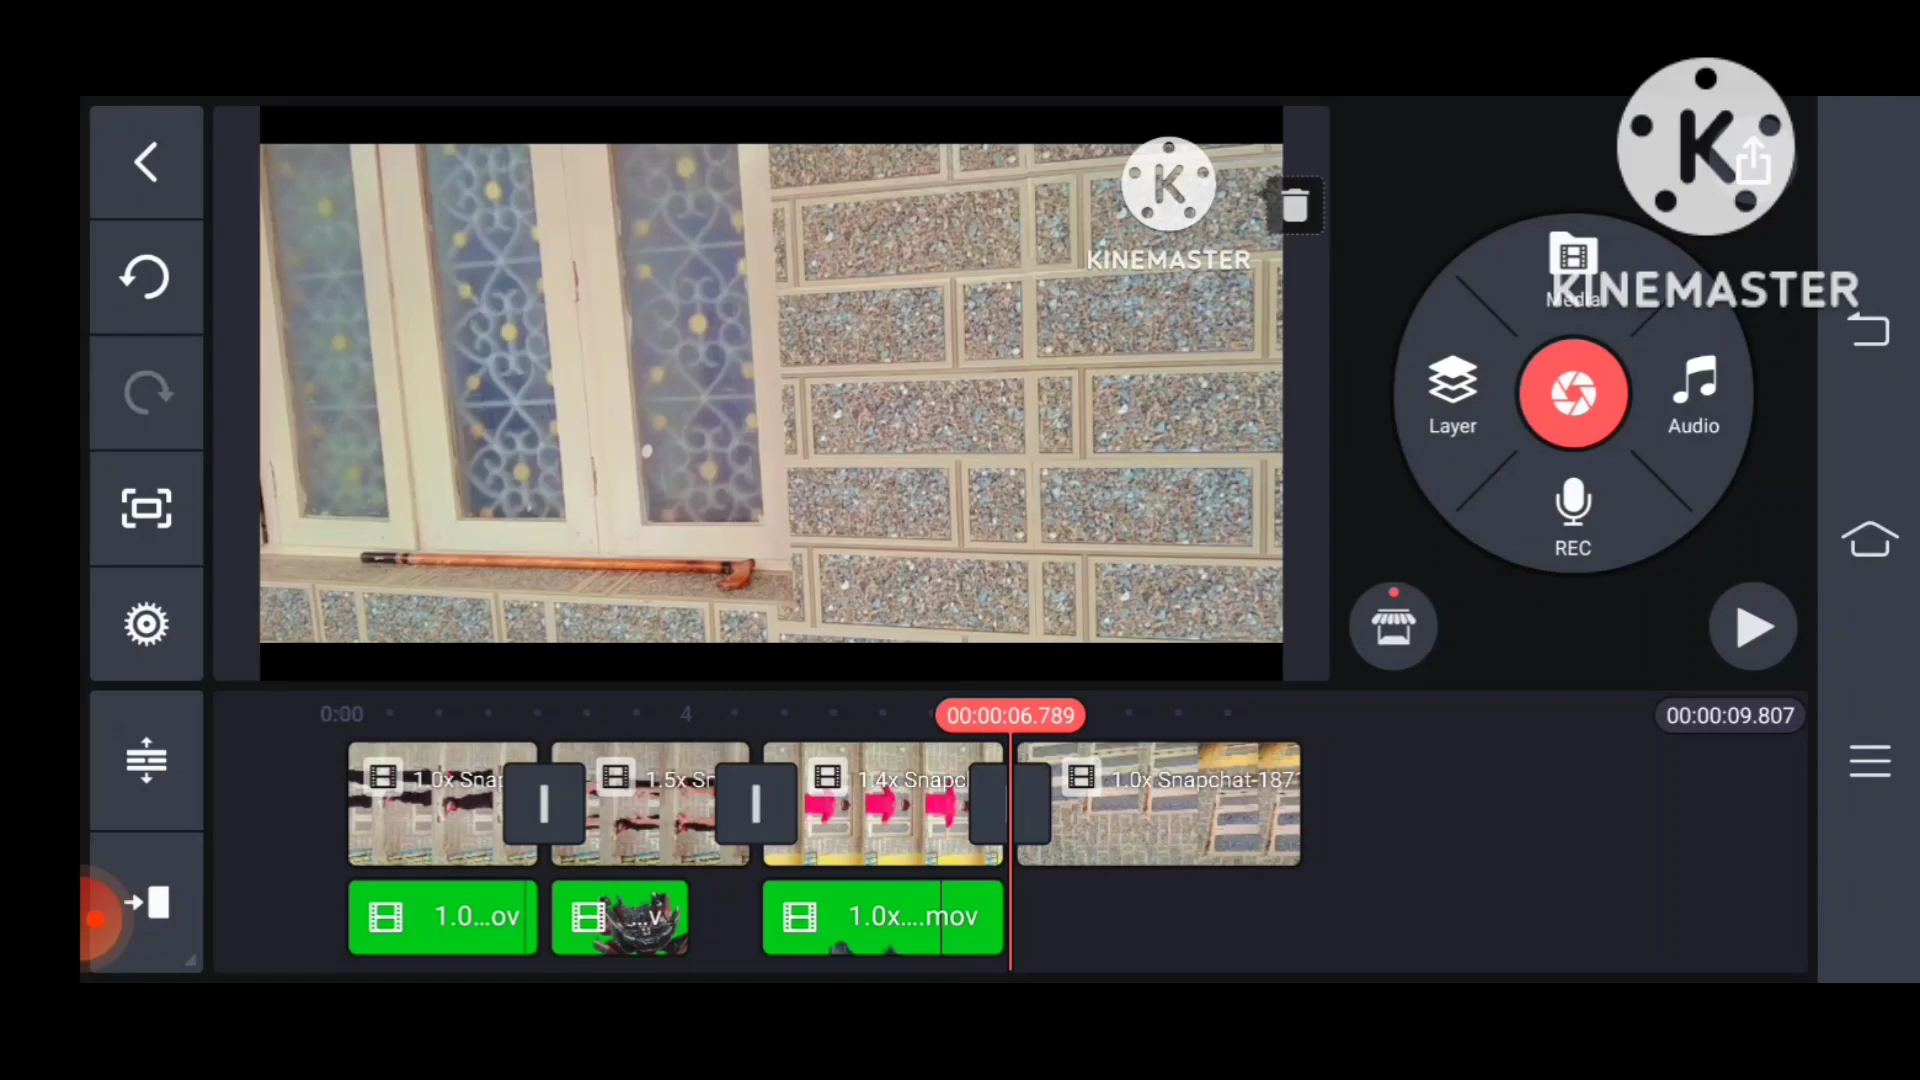 K
KINEMASTER
K
KINEMASTER
Media
Layer
Audio
REC
0:00
4
00:00:06.789
00:00:09.807
1.0x Snap
1.5x Sn
1.4x Snapc
1.0x Snapchat-187
1.0...ov
...v
1.0x....mov